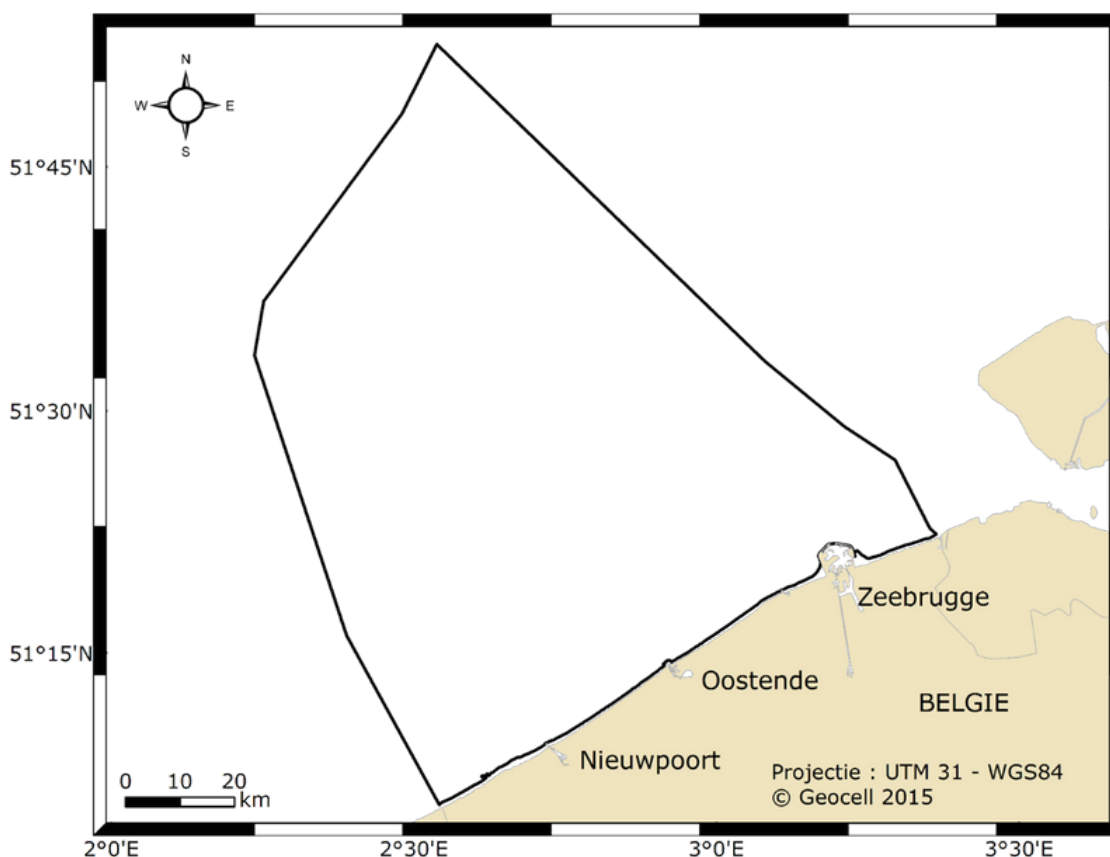 N
W E
S
51°45'N
51°30'N
51°15'N
Zeebrugge
Oostende
BELGIE
Nieuwpoort
Projectie : UTM 31 - WGS84
© Geocell 2015
0 10 20
km
2°0'E 2°30'E 3°0'E 3°30'E